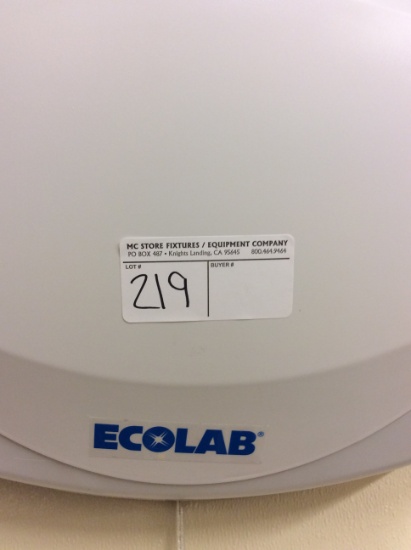 MC STORE FIXTURES / EQUIPMENT COMPANY
PO BOX 487 • Knights Landing, CA 95645 800.464.9464
LOT # BUYER #
219
ECOLAB®